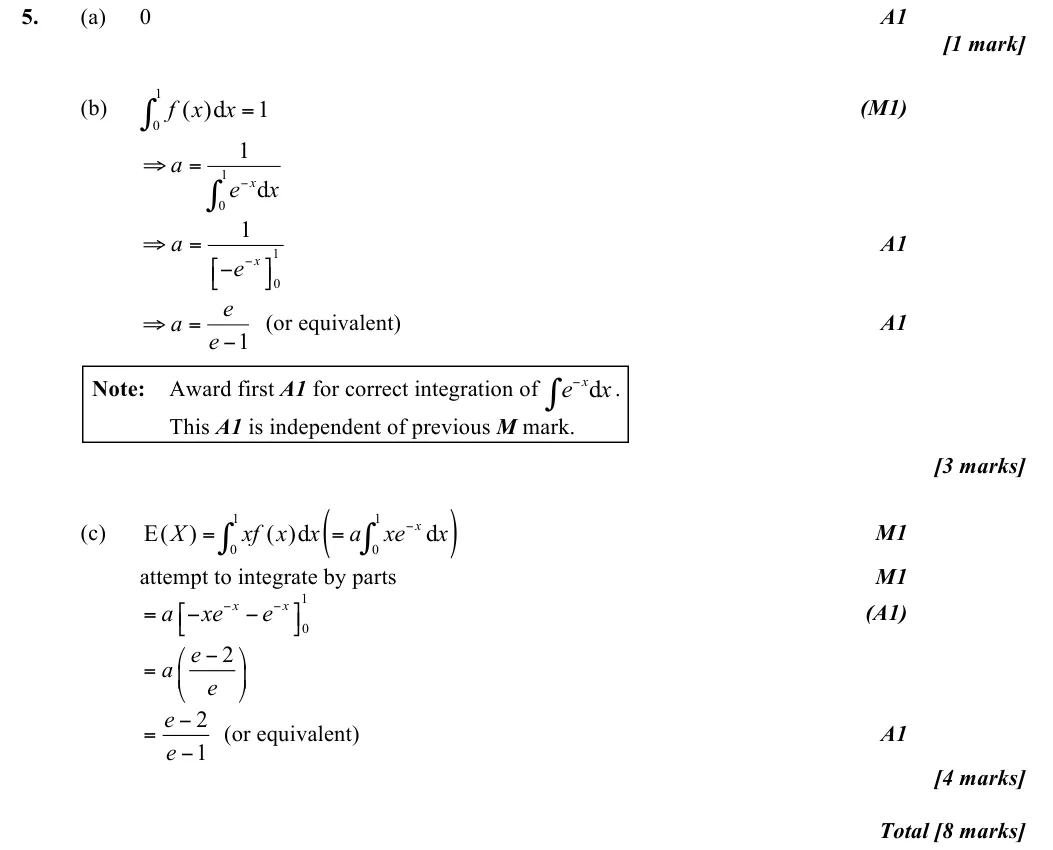 5. (a) 0 A1
[1 mark]
(b) ∫₀¹ f(x)dx = 1 (M1)
⇒ a = 1 / ∫₀¹ e⁻ˣdx
⇒ a = 1 / [−e⁻ˣ]₀¹ A1
⇒ a = e / (e − 1) (or equivalent) A1
Note: Award first A1 for correct integration of ∫e⁻ˣdx.
This A1 is independent of previous M mark.
[3 marks]
(c) E(X) = ∫₀¹ xf(x)dx (= a∫₀¹ xe⁻ˣ dx) M1
attempt to integrate by parts M1
= a[−xe⁻ˣ − e⁻ˣ]₀¹ (A1)
= a((e − 2) / e)
= (e − 2) / (e − 1) (or equivalent) A1
[4 marks]
Total [8 marks]